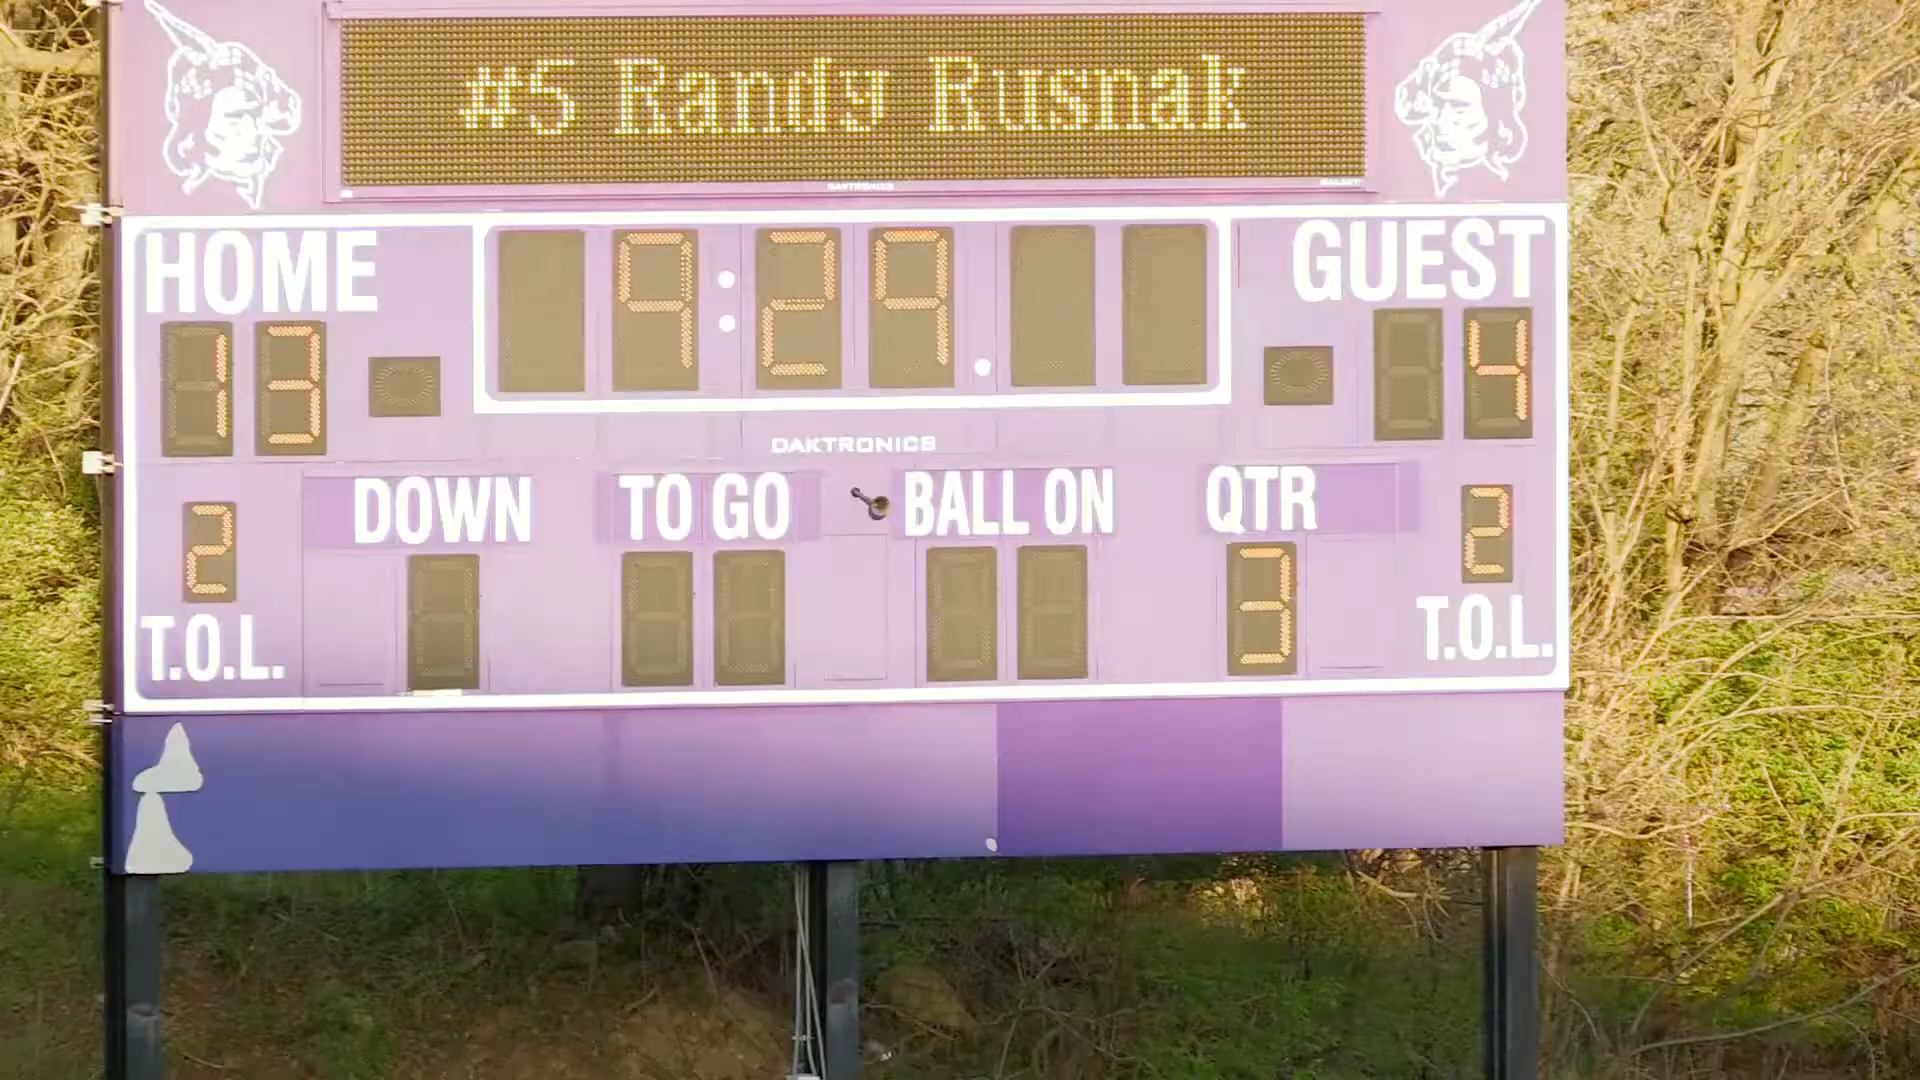 #5 Randy Rusnak
DAKTRONICS
HOME
9:29.
GUEST
13
4
DAKTRONICS
DOWN
TO GO
BALL ON
QTR
2
3
2
T.O.L.
T.O.L.